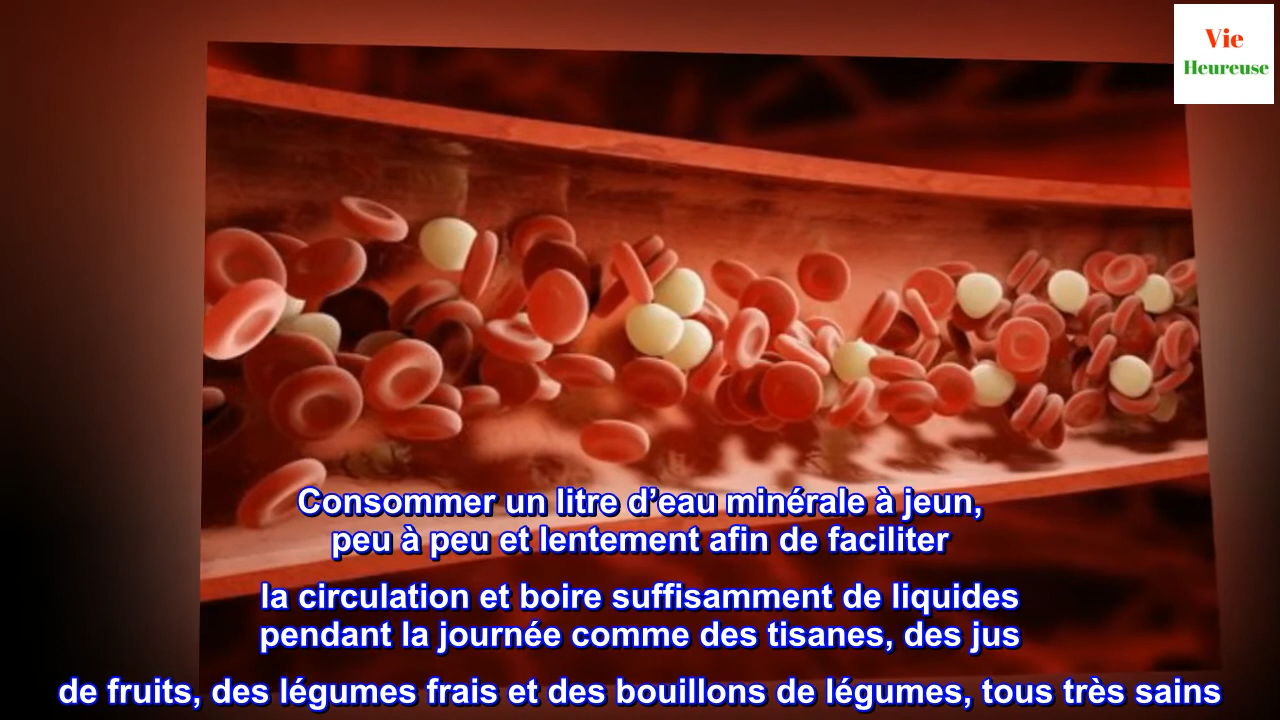 Vie
Heureuse
Consommer un litre d’eau minérale à jeun,
peu à peu et lentement afin de faciliter
la circulation et boire suffisamment de liquides
pendant la journée comme des tisanes, des jus
de fruits, des légumes frais et des bouillons de légumes, tous très sains